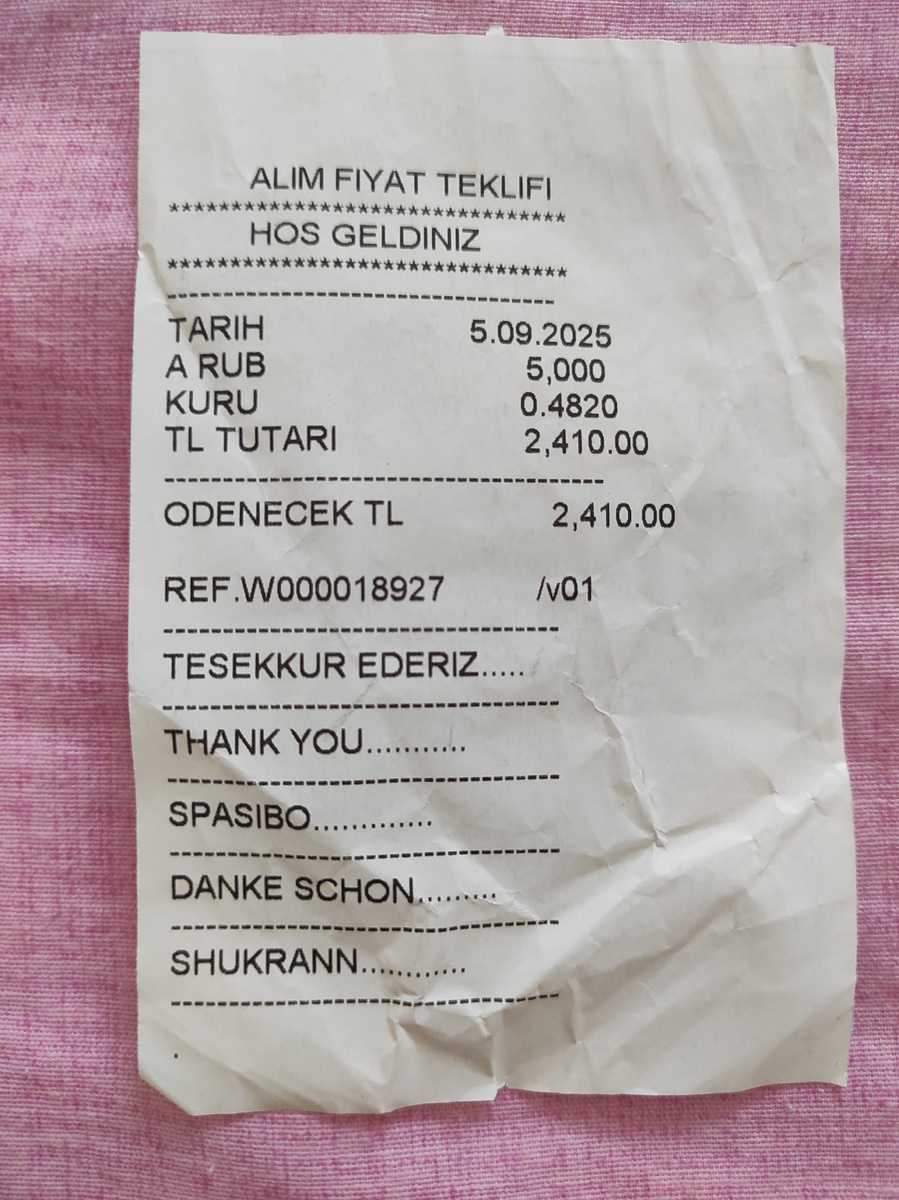 ALIM FIYAT TEKLIFI
*******************************
HOS GELDINIZ
*******************************
-----------------------------------
TARIH 5.09.2025
A RUB 5,000
KURU 0.4820
TL TUTARI 2,410.00
----------------------------------------
ODENECEK TL 2,410.00
REF.W000018927 /v01
------------------------------------
TESEKKUR EDERIZ.....
------------------------------------
THANK YOU...........
------------------------------------
SPASIBO.............
-----------------------------------
DANKE SCHON.........
-----------------------------------
SHUKRANN............
-----------------------------------
.